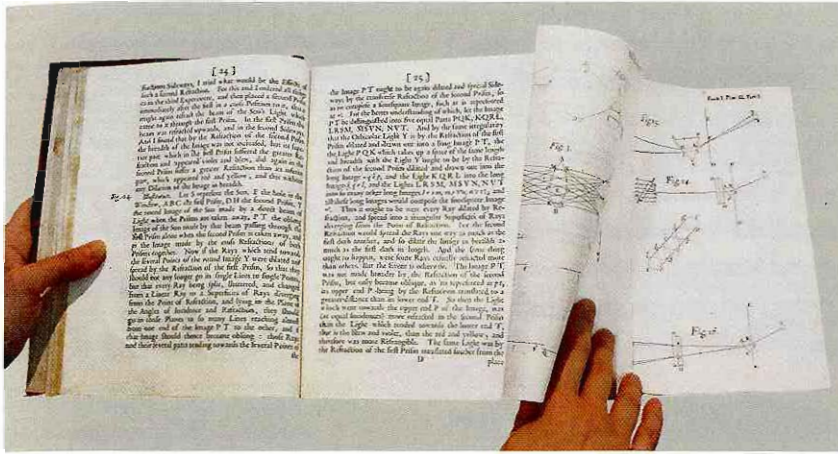 [ 24 ]
such a second Refraction. For this end I ordered all things
as in the third Experiment, and then placed a second Prism
immediately after the first in a cross Position to it, that it
might again refract the beam of the Sun's Light which
came to it through the first Prism. In the first Prism this
beam was refracted upwards, and in the second Sideways.
And I found that by the Refraction of the second Prism
the breadth of the Image was not increased, but its superior
part which in the first Prism suffered the greater Refraction
and appeared violet and blew, did again in the
second Prism suffer a greater Refraction than its inferior
part, which appeared red and yellow, and this without
any Dilation of the Image in breadth.
Fig. 14. Illustration. Let S represent the Sun, F the hole in the
Window, A B C the first Prism, D H the second Prism, Y
the round Image of the Sun made by a direct beam of
Light when the Prisms are taken away, P T the oblong
Image of the Sun made by that beam passing through the
first Prism alone when the second Prism is taken away, and
pt the Image made by the cross Refractions of both
Prisms together. Now if the Rays which tend towards
the several Points of the round Image Y were dilated and
spread by the Refraction of the first Prism, so that they
should not any longer go in single Lines to single Points,
but that every Ray being split, shattered, and changed
from a Linear Ray to a Superficies of Rays diverging
from the Point of Refraction, and lying in the Plane of
the Angles of Incidence and Refraction, they should
go in those Planes to so many Lines reaching almost
from one end of the Image P T to the other, and if
that Image should thence become oblong : those Rays
and their several parts tending towards the several Points of
the
[ 25 ]
the Image P T ought to be again dilated and spread Side-
ways by the transverse Refraction of the second Prism, so
as to compose a foursquare Image, such as is represented
at
For the better understanding of which, let the Image
P T be distinguished into five equal Parts P Q K, K Q R L,
L R S M, M S V N, N V T. And by the same irregularity
that the Orbicular Light Y is by the Refraction of the first
Prism dilated and drawn out into a long Image P T, the
the Light P Q K which takes up a space of the same length
and breadth with the Light Y ought to be by the Refra-
ction of the second Prism dilated and drawn out into the
long Image
and the Light K Q R L into the long
Image
and the Lights L R S M, M S V N, N V T
into so many other long Images
and
all these long Images would compose the foursquare Image
Thus it ought to be were every Ray dilated by Re-
fraction, and spread into a triangular Superficies of Rays
diverging from the Point of Refraction. For the second
Refraction would spread the Rays one way as much as the
first doth another, and so dilate the Image in breadth as
much as the first doth in length. And the same thing
ought to happen, were some Rays casually refracted more
than others. But the Event is otherwise. The Image P T
was not made broader by the Refraction of the second
Prism, but only became oblique, as 'tis represented at pt,
its upper end P being by the Refraction translated to a
greater distance than its lower end T. So then the Light
which went towards the upper end P of the Image, was
(at equal Incidences) more refracted in the second Prism
than the Light which tended towards the lower end T,
that is the blew and violet, than the red and yellow ; and
therefore was more Refrangible. The same Light was by
the Refraction of the first Prism translated further from the
D
place
Fig. 14.